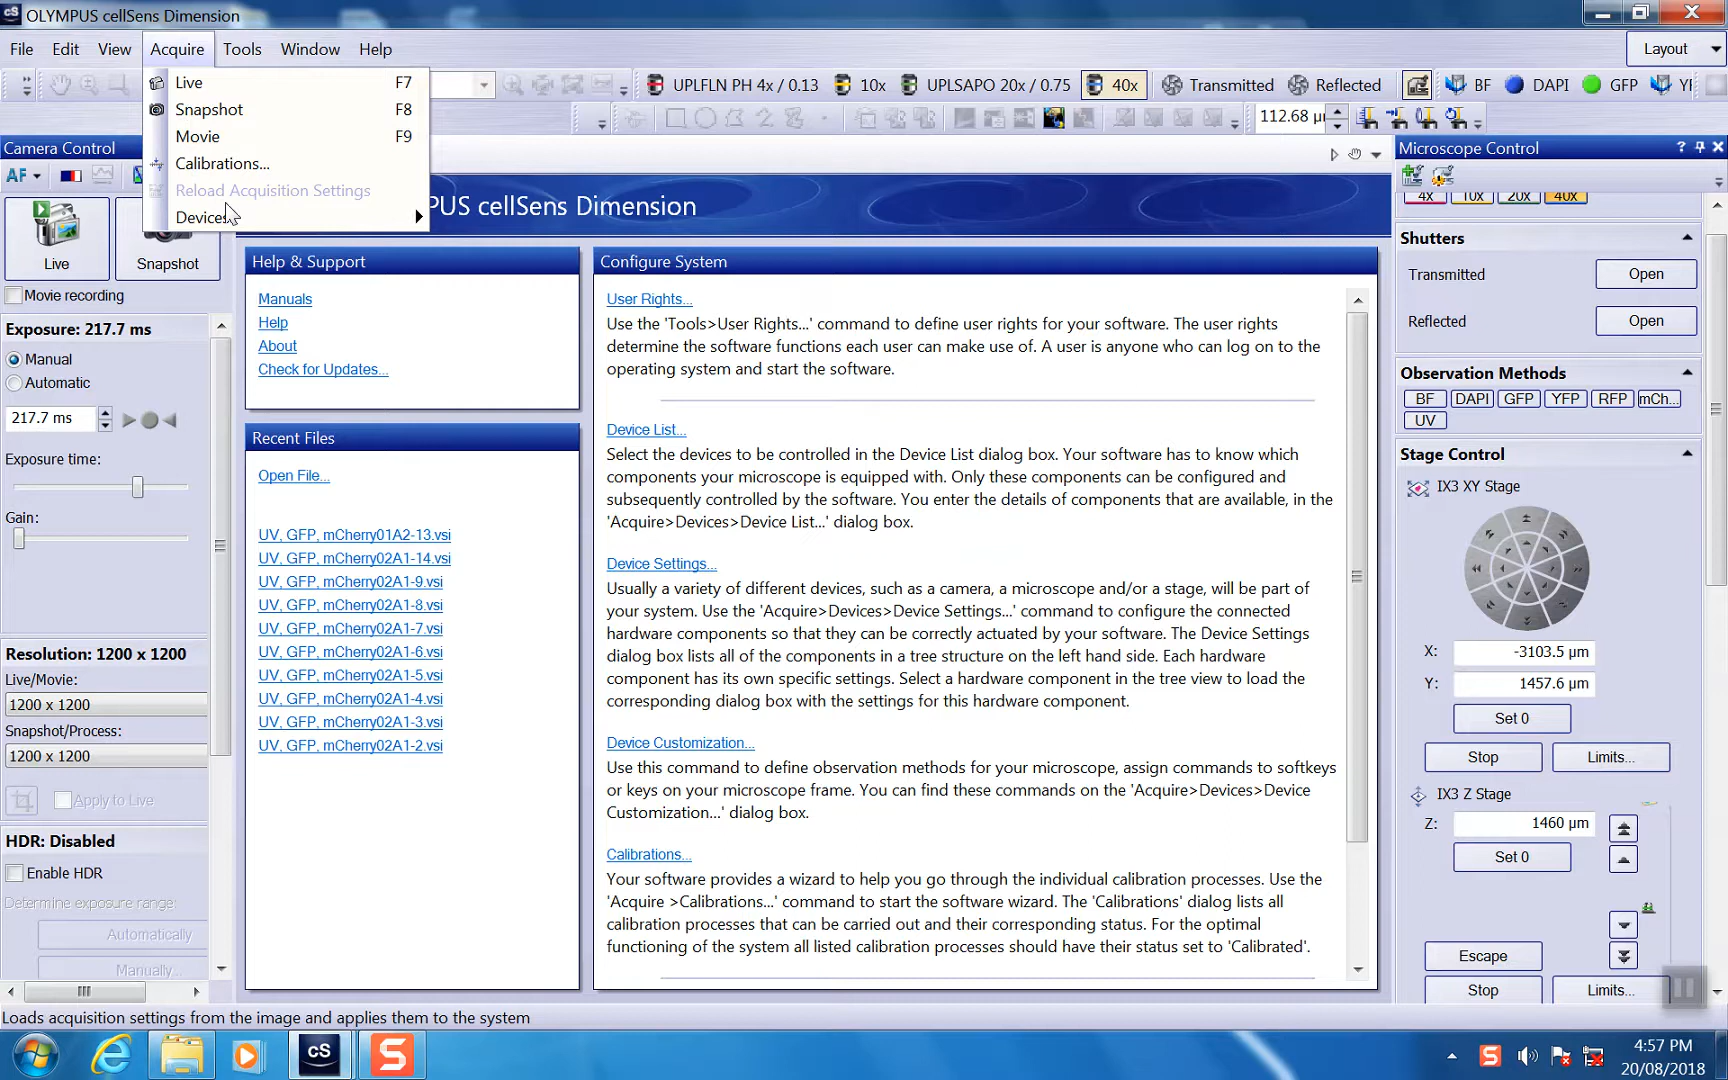 OLYMPUS cellSens Dimension
File Edit View Acquire Tools Window Help
Layout
Live F7
Snapshot F8
Movie F9
Calibrations...
Reload Acquisition Settings
Devices
UPLFLN PH 4x / 0.13 10x UPLSAPO 20x / 0.75 40x Transmitted Reflected BF DAPI GFP
112.68
Camera Control
AF
Live
Snapshot
Movie recording
Exposure: 217.7 ms
Manual
Automatic
217.7 ms
Exposure time:
Gain:
Resolution: 1200 x 1200
Live/Movie:
1200 x 1200
Snapshot/Process:
1200 x 1200
Apply to Live
HDR: Disabled
Enable HDR
Determine exposure range:
Automatically
Manually...
PUS cellSens Dimension
Help & Support
Manuals
Help
About
Check for Updates...
Recent Files
Open File...
UV, GFP, mCherry01A2-13.vsi
UV, GFP, mCherry02A1-14.vsi
UV, GFP, mCherry02A1-9.vsi
UV, GFP, mCherry02A1-8.vsi
UV, GFP, mCherry02A1-7.vsi
UV, GFP, mCherry02A1-6.vsi
UV, GFP, mCherry02A1-5.vsi
UV, GFP, mCherry02A1-4.vsi
UV, GFP, mCherry02A1-3.vsi
UV, GFP, mCherry02A1-2.vsi
Configure System
User Rights...
Use the 'Tools>User Rights...' command to define user rights for your software. The user rights
determine the software functions each user can make use of. A user is anyone who can log on to the
operating system and start the software.
Device List...
Select the devices to be controlled in the Device List dialog box. Your software has to know which
components your microscope is equipped with. Only these components can be configured and
subsequently controlled by the software. You enter the details of components that are available, in the
'Acquire>Devices>Device List...' dialog box.
Device Settings...
Usually a variety of different devices, such as a camera, a microscope and/or a stage, will be part of
your system. Use the 'Acquire>Devices>Device Settings...' command to configure the connected
hardware components so that they can be correctly actuated by your software. The Device Settings
dialog box lists all of the components in a tree structure on the left hand side. Each hardware
component has its own specific settings. Select a hardware component in the tree view to load the
corresponding dialog box with the settings for this hardware component.
Device Customization...
Use this command to define observation methods for your microscope, assign commands to softkeys
or keys on your microscope frame. You can find these commands on the 'Acquire>Devices>Device
Customization...' dialog box.
Calibrations...
Your software provides a wizard to help you go through the individual calibration processes. Use the
'Acquire >Calibrations...' command to start the software wizard. The 'Calibrations' dialog lists all
calibration processes that can be carried out and their corresponding status. For the optimal
functioning of the system all listed calibration processes should have their status set to 'Calibrated'.
Microscope Control
4x 10x 20x 40x
Shutters
Transmitted Open
Reflected Open
Observation Methods
BF DAPI GFP YFP RFP mCh...
UV
Stage Control
IX3 XY Stage
X: -3103.5 µm
Y: 1457.6 µm
Set 0
Stop Limits...
IX3 Z Stage
Z: 1460 µm
Set 0
Escape
Stop Limits...
Loads acquisition settings from the image and applies them to the system
4:57 PM
20/08/2018